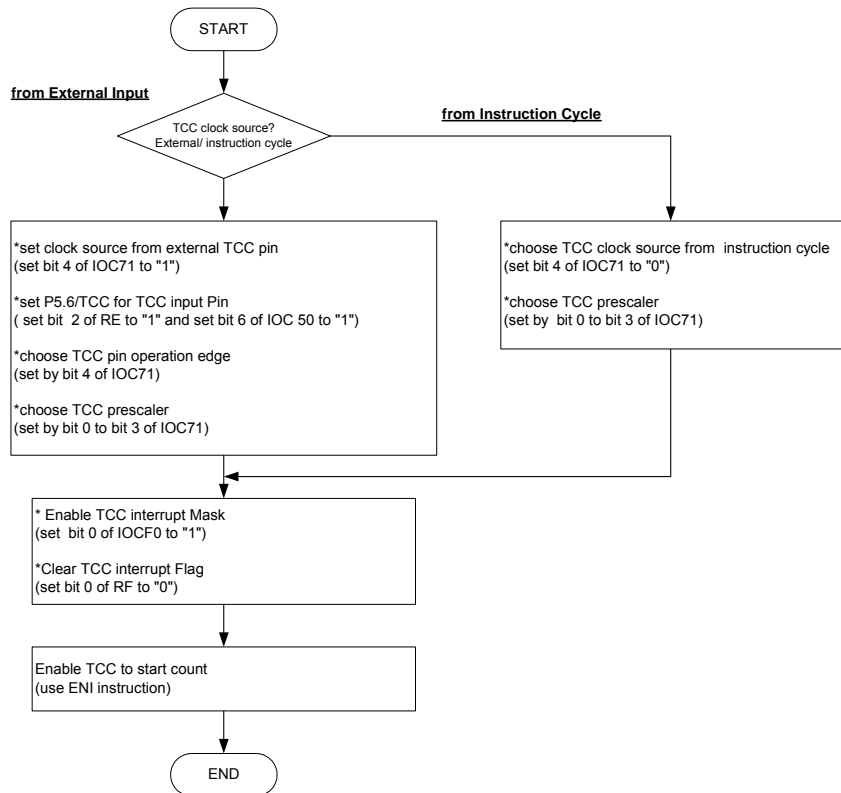 START
from External Input
TCC clock source?
External/ instruction cycle
from Instruction Cycle
*set clock source from external TCC pin
(set bit 4 of IOC71 to "1")
*set P5.6/TCC for TCC input Pin
( set bit  2 of RE to "1" and set bit 6 of IOC 50 to "1")
*choose TCC pin operation edge
(set by bit 4 of IOC71)
*choose TCC prescaler
(set by bit 0 to bit 3 of IOC71)
*choose TCC clock source from  instruction cycle
(set bit 4 of IOC71 to "0")
*choose TCC prescaler
(set by  bit 0 to bit 3 of IOC71)
* Enable TCC interrupt Mask
(set  bit 0 of IOCF0 to "1")
*Clear TCC interrupt Flag
(set bit 0 of RF to "0")
Enable TCC to start count
(use ENI instruction)
END